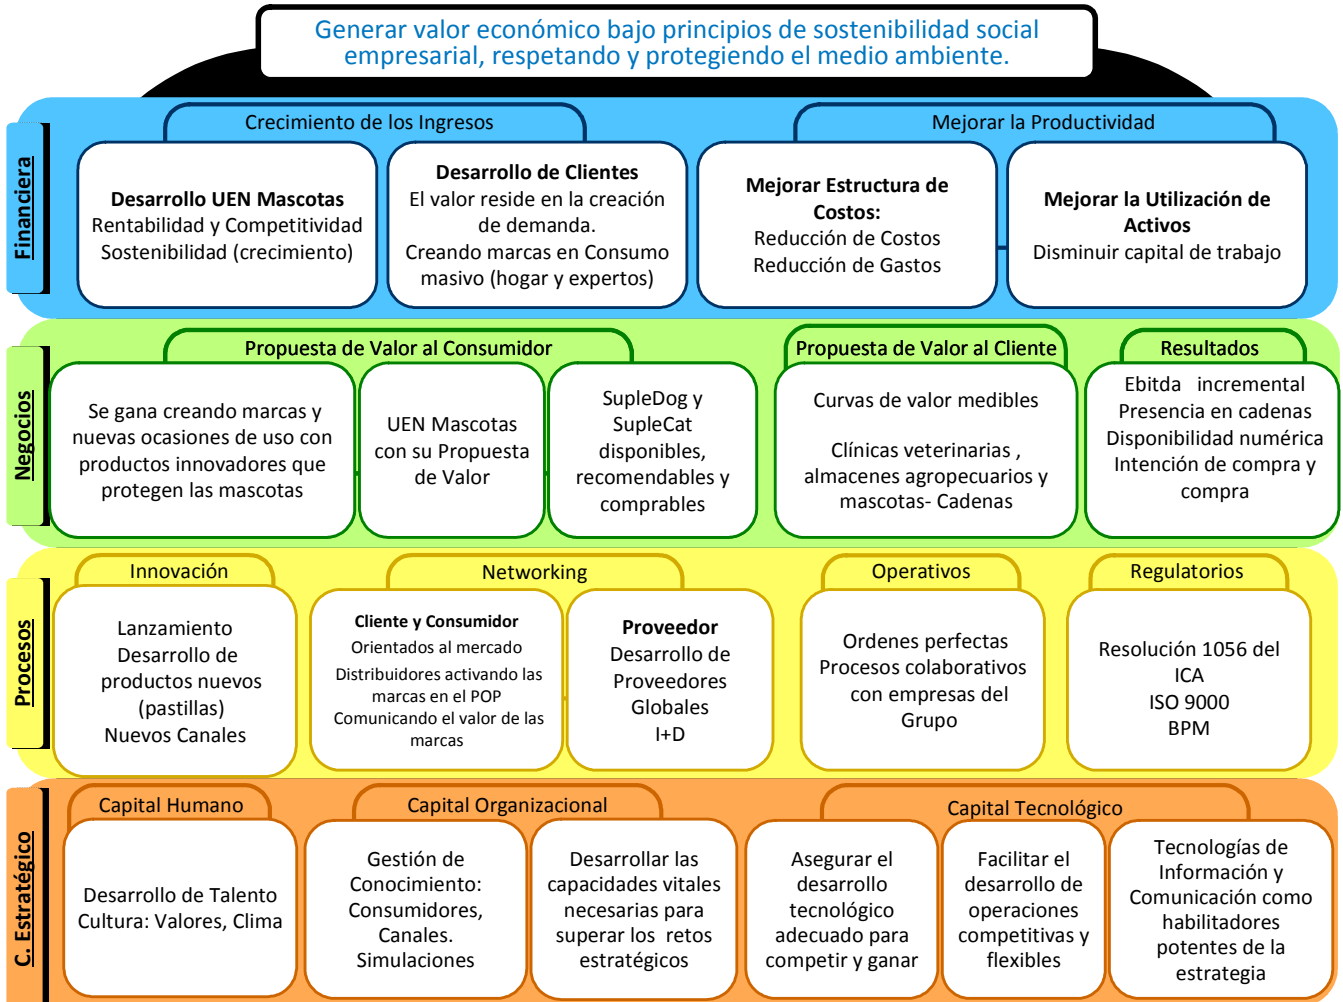 Generar valor económico bajo principios de sostenibilidad social
empresarial, respetando y protegiendo el medio ambiente.
Financiera
Crecimiento de los Ingresos
Desarrollo UEN Mascotas
Rentabilidad y Competitividad
Sostenibilidad (crecimiento)
Desarrollo de Clientes
El valor reside en la creación
de demanda.
Creando marcas en Consumo
masivo (hogar y expertos)
Mejorar la Productividad
Mejorar Estructura de
Costos:
Reducción de Costos
Reducción de Gastos
Mejorar la Utilización de
Activos
Disminuir capital de trabajo
Negocios
Propuesta de Valor al Consumidor
Se gana creando marcas y
nuevas ocasiones de uso con
productos innovadores que
protegen las mascotas
UEN Mascotas
con su Propuesta
de Valor
SupleDog y
SupleCat
disponibles,
recomendables y
comprables
Propuesta de Valor al Cliente
Curvas de valor medibles
Clínicas veterinarias ,
almacenes agropecuarios y
mascotas- Cadenas
Resultados
Ebitda incremental
Presencia en cadenas
Disponibilidad numérica
Intención de compra y
compra
Procesos
Innovación
Lanzamiento
Desarrollo de
productos nuevos
(pastillas)
Nuevos Canales
Networking
Cliente y Consumidor
Orientados al mercado
Distribuidores activando las
marcas en el POP
Comunicando el valor de las
marcas
Proveedor
Desarrollo de
Proveedores
Globales
I+D
Operativos
Ordenes perfectas
Procesos colaborativos
con empresas del
Grupo
Regulatorios
Resolución 1056 del
ICA
ISO 9000
BPM
C. Estratégico
Capital Humano
Desarrollo de Talento
Cultura: Valores, Clima
Capital Organizacional
Gestión de
Conocimiento:
Consumidores,
Canales.
Simulaciones
Desarrollar las
capacidades vitales
necesarias para
superar los retos
estratégicos
Capital Tecnológico
Asegurar el
desarrollo
tecnológico
adecuado para
competir y ganar
Facilitar el
desarrollo de
operaciones
competitivas y
flexibles
Tecnologías de
Información y
Comunicación como
habilitadores
potentes de la
estrategia